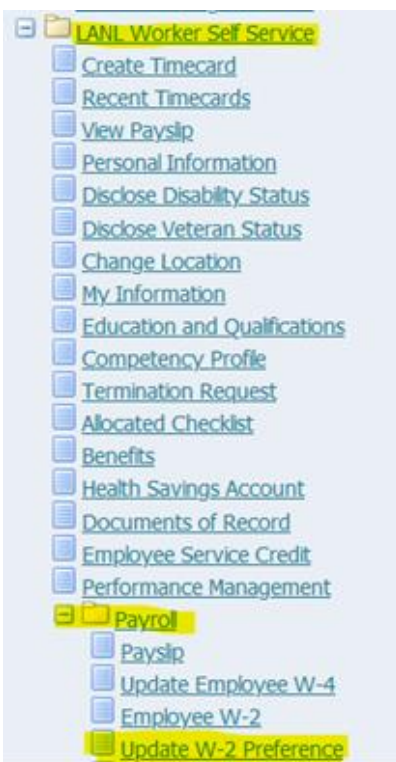 LANL Worker Self Service
Create Timecard
Recent Timecards
View Payslip
Personal Information
Disclose Disability Status
Disclose Veteran Status
Change Location
My Information
Education and Qualifications
Competency Profile
Termination Request
Allocated Checklist
Benefits
Health Savings Account
Documents of Record
Employee Service Credit
Performance Management
Payroll
Payslip
Update Employee W-4
Employee W-2
Update W-2 Preference